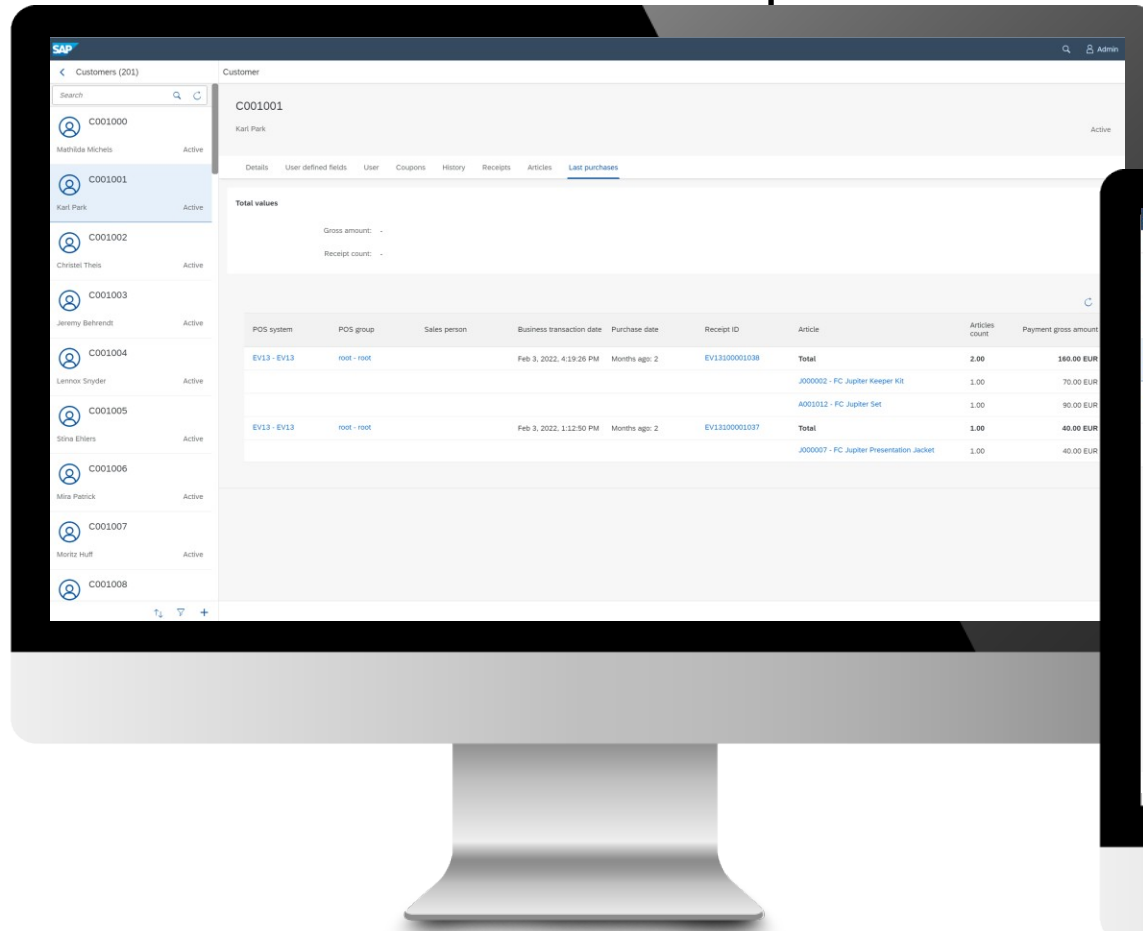 SAP
Admin
Customers (201)
Customer
Search
C001000
Mathilda Michels Active
C001001
Karl Park Active
C001002
Christel Theis Active
C001003
Jeremy Behrendt Active
C001004
Lennox Snyder Active
C001005
Stina Ehlers Active
C001006
Mira Patrick Active
C001007
Moritz Huff Active
C001008
C001001
Karl Park Active
Details User defined fields User Coupons History Receipts Articles Last purchases
Total values
Gross amount: -
Receipt count: -
POS system POS group Sales person Business transaction date Purchase date Receipt ID Article Articles count Payment gross amount
EV13 - EV13 root - root Feb 3, 2022, 4:19:26 PM Months ago: 2 EV13100001038 Total 2.00 160.00 EUR
J000002 - FC Jupiter Keeper Kit 1.00 70.00 EUR
A001012 - FC Jupiter Set 1.00 90.00 EUR
EV13 - EV13 root - root Feb 3, 2022, 1:12:50 PM Months ago: 2 EV13100001037 Total 1.00 40.00 EUR
J000007 - FC Jupiter Presentation Jacket 1.00 40.00 EUR